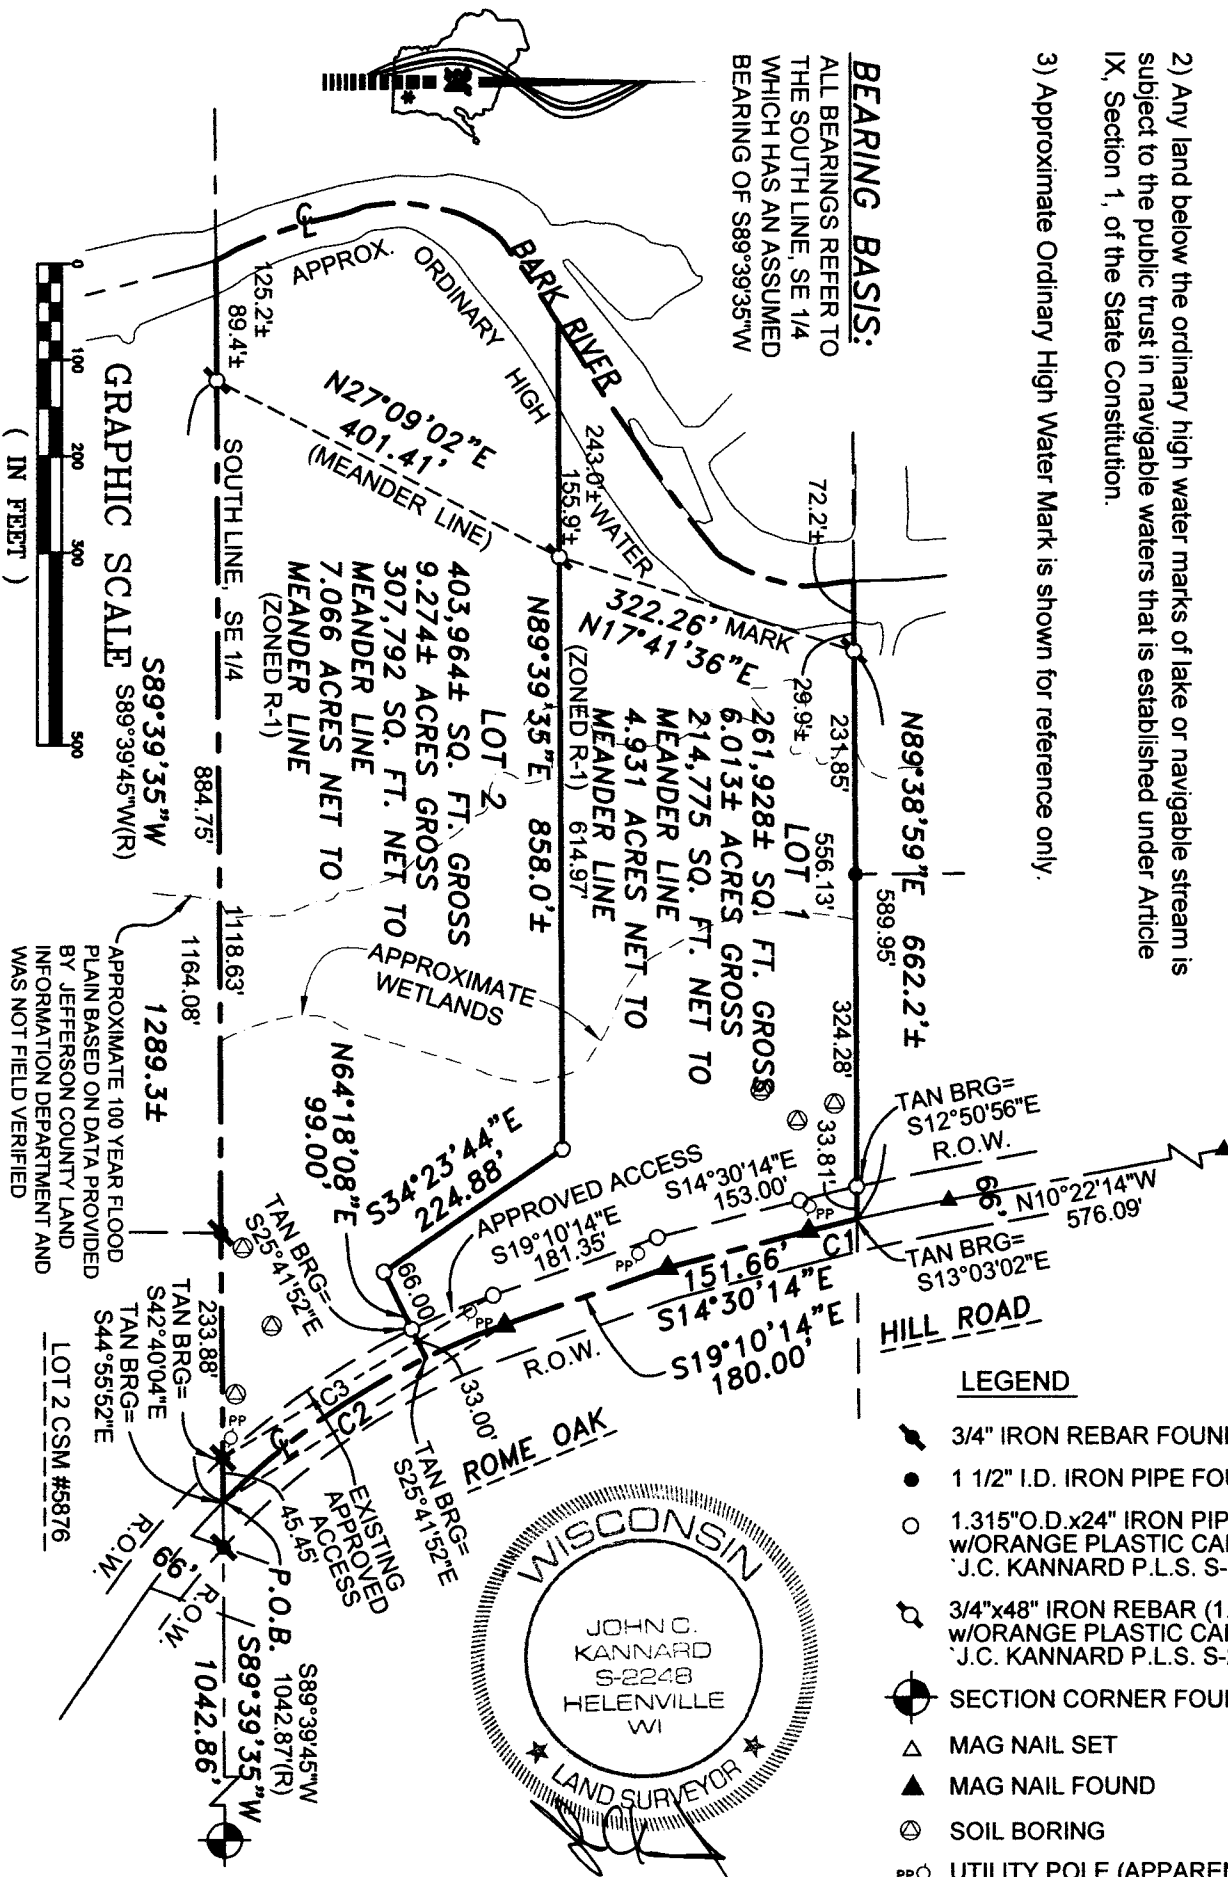 2) Any land below the ordinary high water marks of lake or navigable stream is
subject to the public trust in navigable waters that is established under Article
IX, Section 1, of the State Constitution.
3) Approximate Ordinary High Water Mark is shown for reference only.
BEARING BASIS:
ALL BEARINGS REFER TO
THE SOUTH LINE, SE 1/4
WHICH HAS AN ASSUMED
BEARING OF S89°39'35"W
BARK RIVER
APPROX. ORDINARY HIGH WATER MARK
CL
72.2'±
29.9'±
231.85'
N89°38'59"E 662.2'±
556.13'
589.95'
324.28'
33.81'
TAN BRG=
S12°50'56"E
R.O.W.
66'
N10°22'14"W
576.09'
TAN BRG=
S13°03'02"E
HILL ROAD
322.26'
N17°41'36"E
LOT 1
261,928± SQ. FT. GROSS
6.013± ACRES GROSS
214,775 SQ. FT. NET TO
MEANDER LINE
4.931 ACRES NET TO
MEANDER LINE
(ZONED R-1)
243.0'±
155.9'±
N89°39'35"E 858.0'±
614.97'
LOT 2
403,964± SQ. FT. GROSS
9.274± ACRES GROSS
307,792 SQ. FT. NET TO
MEANDER LINE
7.066 ACRES NET TO
MEANDER LINE
(ZONED R-1)
N27°09'02"E
401.41'
(MEANDER LINE)
APPROXIMATE
WETLANDS
APPROVED ACCESS
S14°30'14"E
153.00'
S19°10'14"E
181.35'
PP
PP
PP
C1
151.66'
S14°30'14"E
S19°10'14"E
180.00'
R.O.W.
S34°23'44"E
224.88'
N64°18'08"E
99.00'
66.00'
33.00'
TAN BRG=
S25°41'52"E
TAN BRG=
S25°41'52"E
ROME OAK
C3
C2
CL
EXISTING
APPROVED
ACCESS
125.2'±
89.4'±
SOUTH LINE, SE 1/4
884.75'
1118.63'
1164.08'
S89°39'35"W
S89°39'45"W(R)
1289.3±
233.88'
PP
45.45'
TAN BRG=
S42°40'04"E
TAN BRG=
S44°55'52"E
P.O.B.
S89°39'45"W
1042.87'(R)
S89°39'35"W
1042.86'
R.O.W.
66'
R.O.W.
LOT 2 CSM #5876
APPROXIMATE 100 YEAR FLOOD
PLAIN BASED ON DATA PROVIDED
BY JEFFERSON COUNTY LAND
INFORMATION DEPARTMENT AND
WAS NOT FIELD VERIFIED
GRAPHIC SCALE
0 100 200 300 500
( IN FEET )
WISCONSIN
JOHN C.
KANNARD
S-2248
HELENVILLE
WI
LAND SURVEYOR
LEGEND
3/4" IRON REBAR FOUN
1 1/2" I.D. IRON PIPE FOU
1.315"O.D.x24" IRON PIP
w/ORANGE PLASTIC CA
`J.C. KANNARD P.L.S. S-
3/4"x48" IRON REBAR (1.
w/ORANGE PLASTIC CA
`J.C. KANNARD P.L.S. S-
SECTION CORNER FOU
MAG NAIL SET
MAG NAIL FOUND
SOIL BORING
PP UTILITY POLE (APPARE